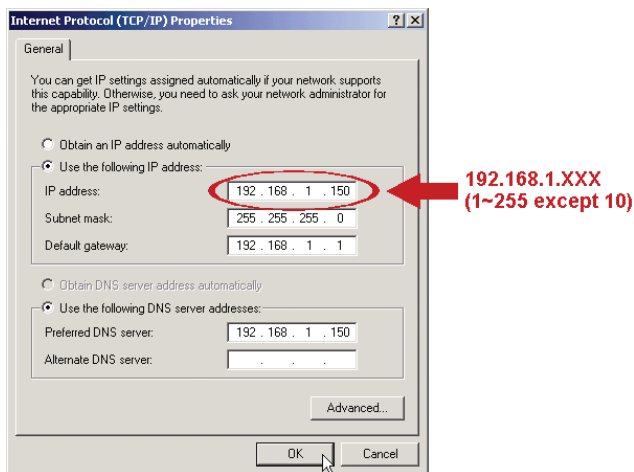 Internet Protocol (TCP/IP) Properties
General
You can get IP settings assigned automatically if your network supports
this capability. Otherwise, you need to ask your network administrator for
the appropriate IP settings.
Obtain an IP address automatically
Use the following IP address:
IP address: 192 . 168 . 1 . 150
192.168.1.XXX
(1~255 except 10)
Subnet mask: 255 . 255 . 255 . 0
Default gateway: 192 . 168 . 1 . 1
Obtain DNS server address automatically
Use the following DNS server addresses:
Preferred DNS server: 192 . 168 . 1 . 150
Alternate DNS server: . . .
Advanced...
OK Cancel